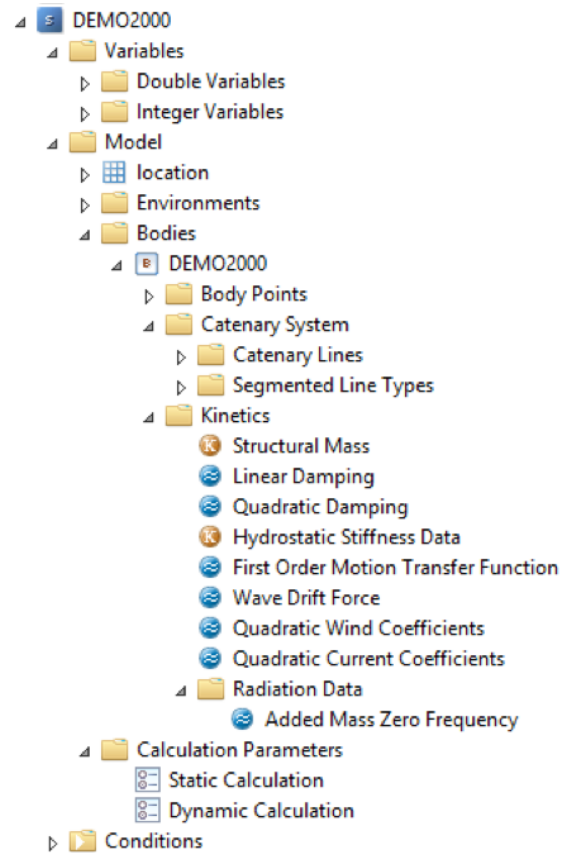 DEMO2000
Variables
Double Variables
Integer Variables
Model
location
Environments
Bodies
DEMO2000
Body Points
Catenary System
Catenary Lines
Segmented Line Types
Kinetics
Structural Mass
Linear Damping
Quadratic Damping
Hydrostatic Stiffness Data
First Order Motion Transfer Function
Wave Drift Force
Quadratic Wind Coefficients
Quadratic Current Coefficients
Radiation Data
Added Mass Zero Frequency
Calculation Parameters
Static Calculation
Dynamic Calculation
Conditions